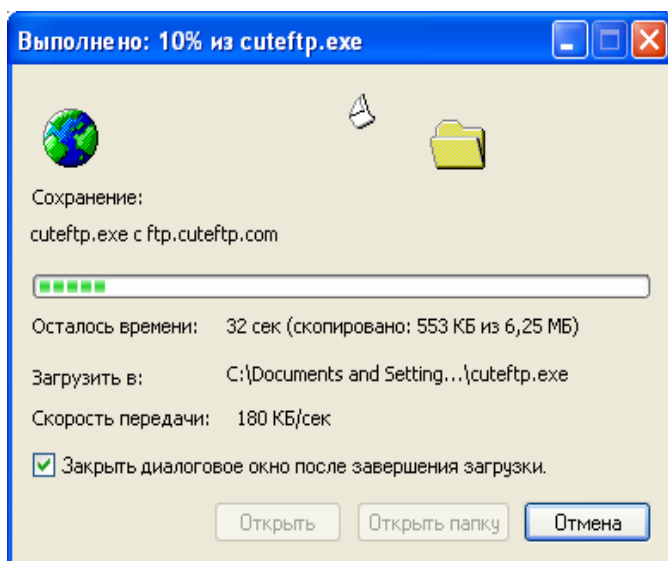 Выполнено: 10% из cuteftp.exe
Сохранение:
cuteftp.exe с ftp.cuteftp.com
Осталось времени: 32 сек (скопировано: 553 КБ из 6,25 МБ)
Загрузить в: C:\Documents and Setting...\cuteftp.exe
Скорость передачи: 180 КБ/сек
Закрыть диалоговое окно после завершения загрузки.
Открыть Открыть папку Отмена